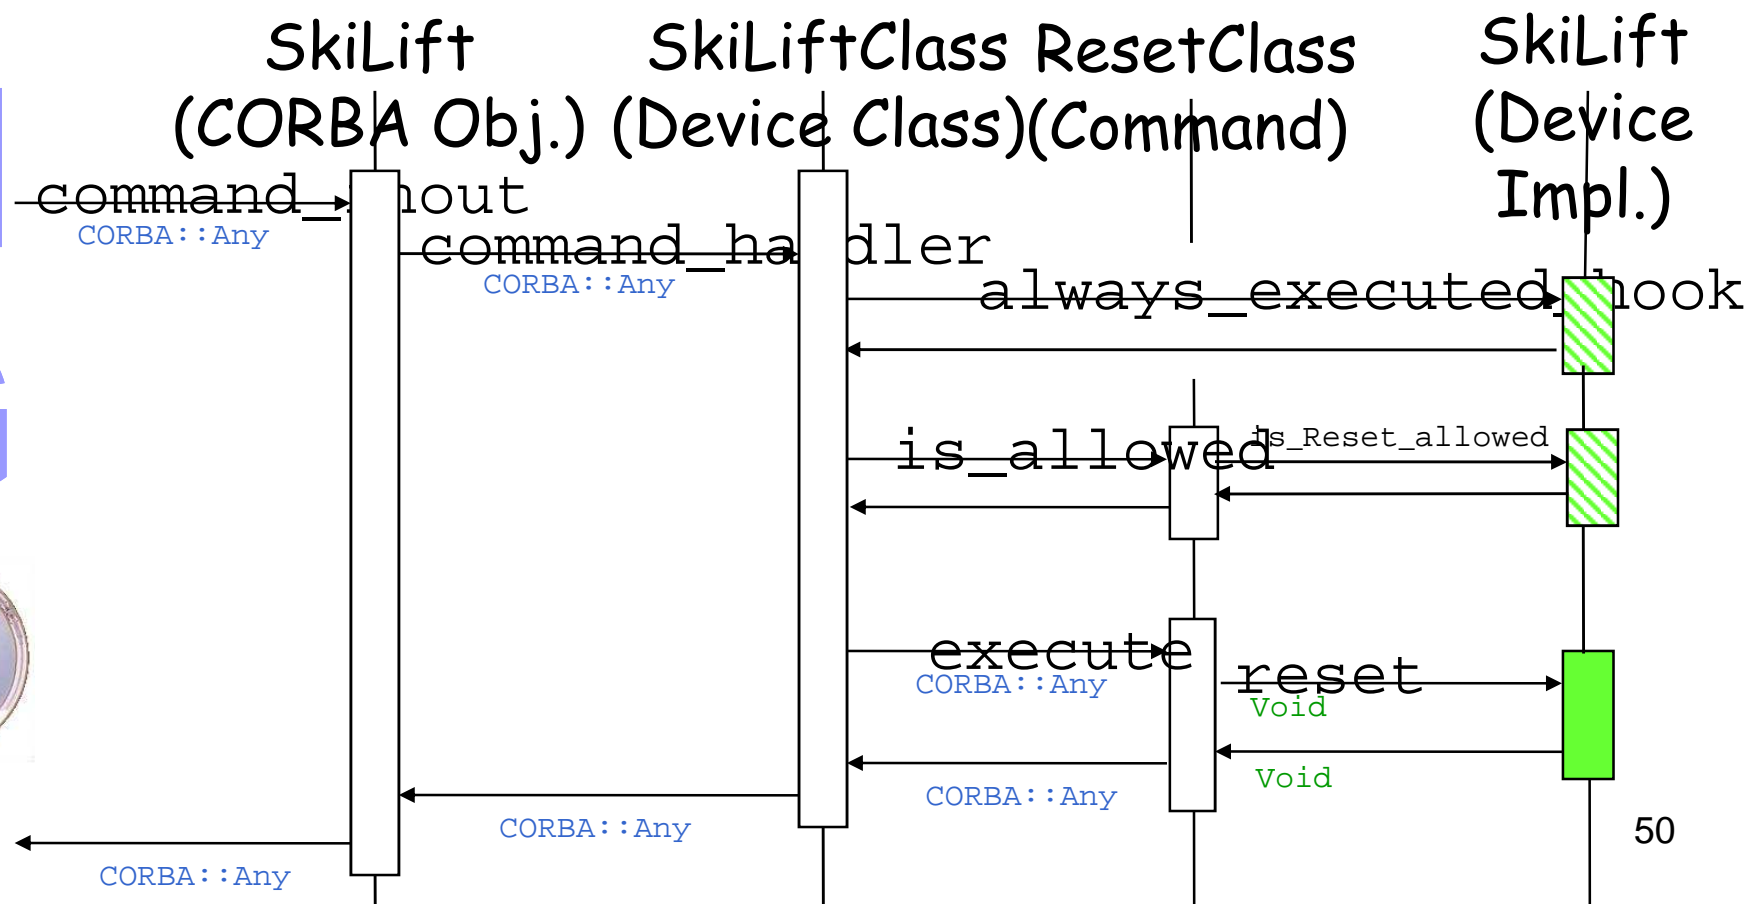 SkiLift
(CORBA Obj.)
SkiLiftClass
(Device Class)
ResetClass
(Command)
SkiLift
(Device
Impl.)
CORBA::Any
command_handler
CORBA::Any
always_executed_hook
is_allowed
is_Reset_allowed
execute
CORBA::Any
reset
Void
Void
CORBA::Any
CORBA::Any
CORBA::Any
50